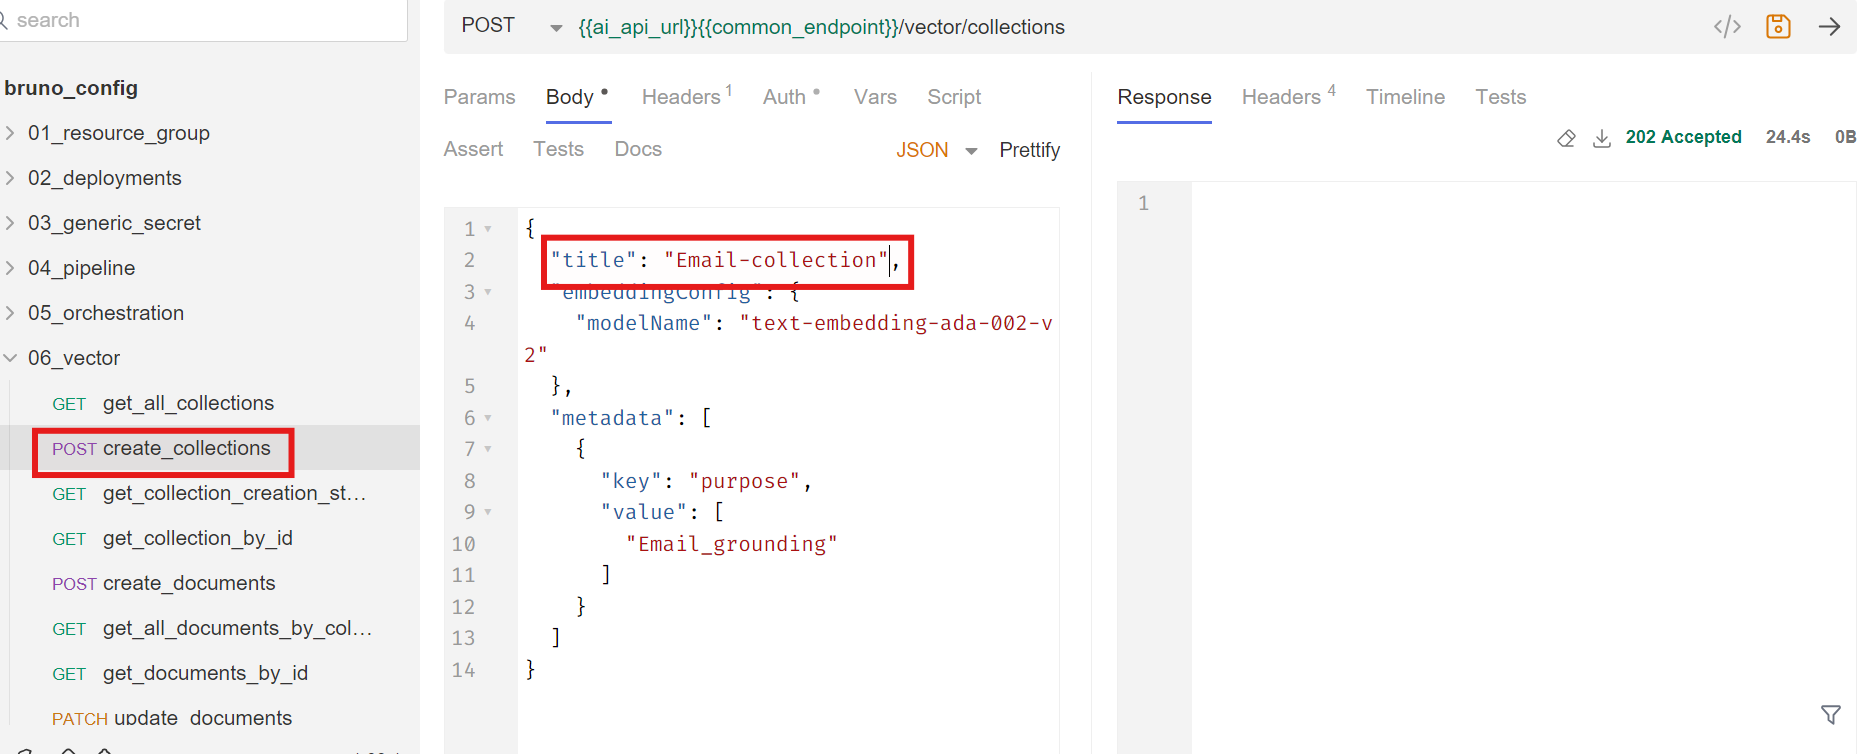 search
bruno_config
01_resource_group
02_deployments
03_generic_secret
04_pipeline
05_orchestration
06_vector
GET get_all_collections
POST create_collections
GET get_collection_creation_st...
GET get_collection_by_id
POST create_documents
GET get_all_documents_by_col...
GET get_documents_by_id
PATCH update_documents
POST {{ai_api_url}}{{common_endpoint}}/vector/collections
Params Body Headers 1 Auth Vars Script
Assert Tests Docs JSON Prettify
1 {
2 "title": "Email-collection",
3 "embeddingConfig": {
4 "modelName": "text-embedding-ada-002-v
2"
5 },
6 "metadata": [
7 {
8 "key": "purpose",
9 "value": [
10 "Email_grounding"
11 ]
12 }
13 ]
14 }
Response Headers 4 Timeline Tests
202 Accepted 24.4s 0B
1